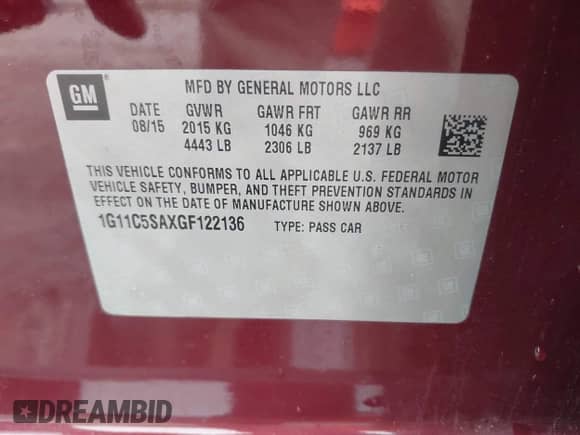 GM
MFD BY GENERAL MOTORS LLC
DATE GVWR GAWR FRT GAWR RR
08/15 2015 KG 1046 KG 969 KG
4443 LB 2306 LB 2137 LB
THIS VEHICLE CONFORMS TO ALL APPLICABLE U.S. FEDERAL MOTOR
VEHICLE SAFETY, BUMPER, AND THEFT PREVENTION STANDARDS IN
EFFECT ON THE DATE OF MANUFACTURE SHOWN ABOVE.
1G11C5SAXGF122136 TYPE: PASS CAR
DREAMBID